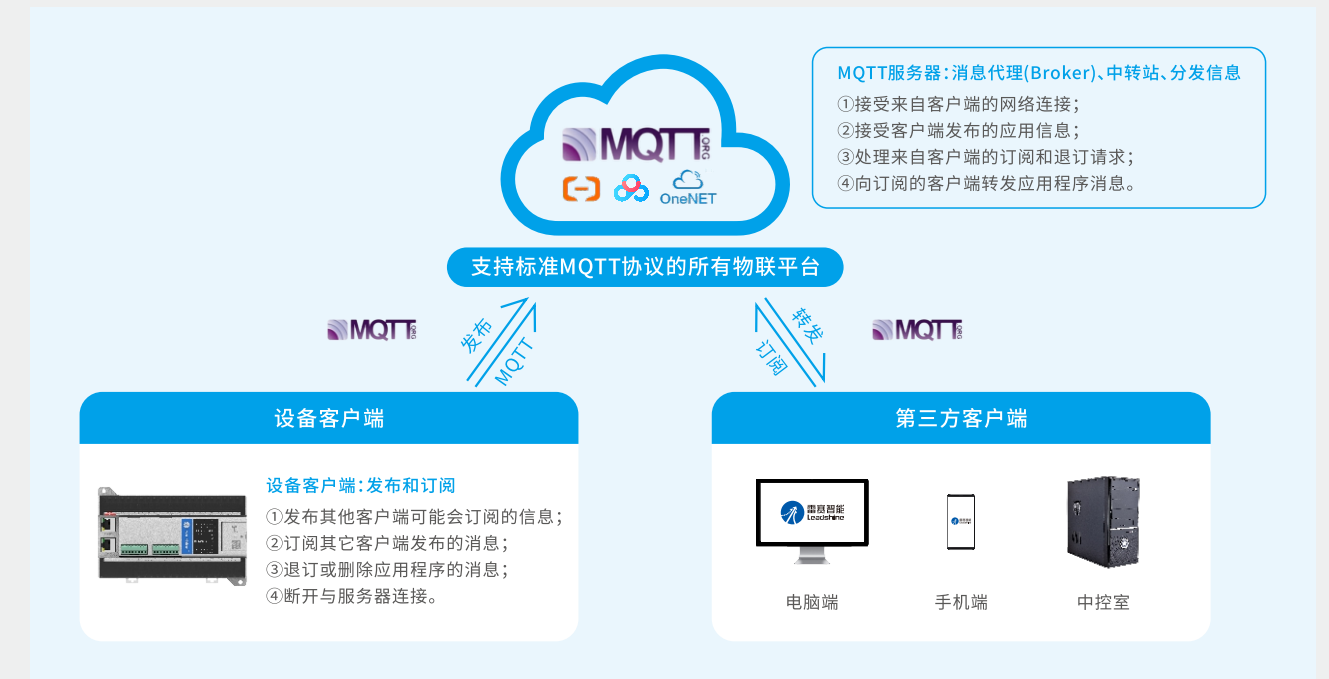 MQTT服务器：消息代理(Broker)、中转站、分发信息
①接受来自客户端的网络连接；
②接受客户端发布的应用信息；
③处理来自客户端的订阅和退订请求；
④向订阅的客户端转发应用程序消息。
MQTT.ORG
OneNET
支持标准MQTT协议的所有物联平台
MQTT.ORG
发布
MQTT
转发
订阅
MQTT.ORG
设备客户端
设备客户端：发布和订阅
①发布其他客户端可能会订阅的信息；
②订阅其它客户端发布的消息；
③退订或删除应用程序的消息；
④断开与服务器连接。
第三方客户端
雷赛智能
Leadshine
电脑端
手机端
中控室